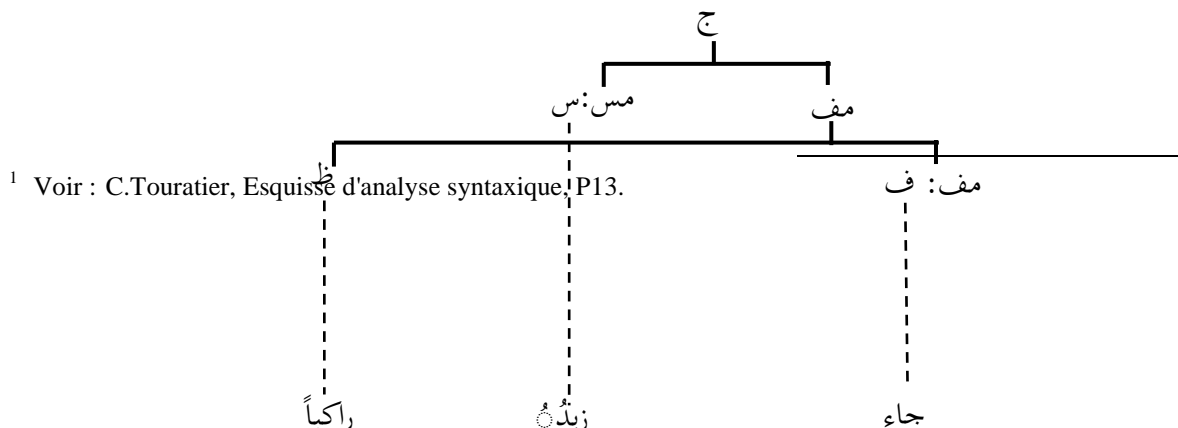 ج
مف مس:س
مف: ف ظ
¹ Voir : C.Touratier, Esquisse d'analyse syntaxique, P13.
جاء زيدُُ راكباً